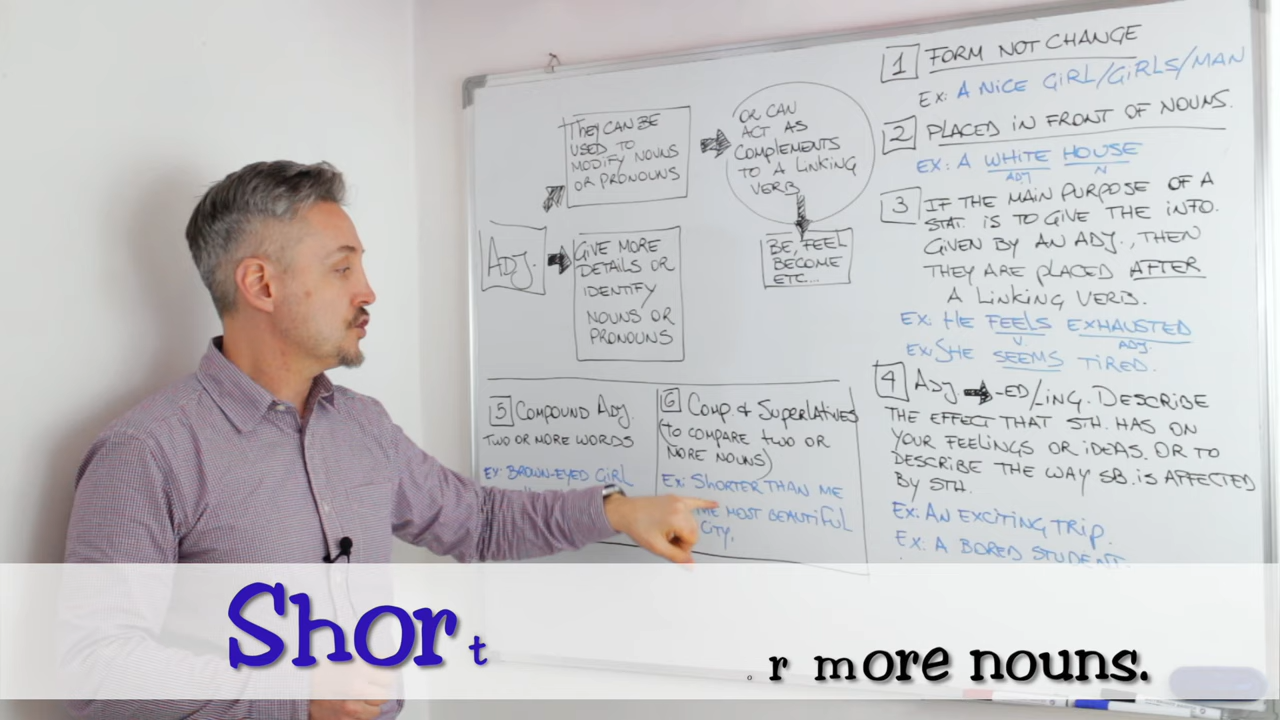 ADJ.
THEY CAN BE
USED TO
MODIFY NOUNS
OR PRONOUNS
OR CAN
ACT AS
COMPLEMENTS
TO A LINKING
VERB
BE, FEEL
BECOME
ETC...
GIVE MORE
DETAILS OR
IDENTIFY
NOUNS OR
PRONOUNS
1 FORM NOT CHANGE
EX: A NICE GIRL/GIRLS/MAN
2 PLACED IN FRONT OF NOUNS.
EX: A WHITE HOUSE
ADJ N
3 IF THE MAIN PURPOSE OF A
STAT. IS TO GIVE THE INFO.
GIVEN BY AN ADJ., THEN
THEY ARE PLACED AFTER
A LINKING VERB.
EX: HE FEELS EXHAUSTED
V. ADJ.
EX: SHE SEEMS TIRED.
4 ADJ -ED/ING. DESCRIBE
THE EFFECT THAT STH. HAS ON
YOUR FEELINGS OR IDEAS. OR TO
DESCRIBE THE WAY SB. IS AFFECTED
BY STH.
EX: AN EXCITING TRIP.
EX: A BORED STUDENT
5 COMPOUND ADJ.
TWO OR MORE WORDS
EX: BROWN-EYED GIRL
6 COMP. & SUPERLATIVES
(TO COMPARE TWO OR
MORE NOUNS)
EX: SHORTER THAN ME
MOST BEAUTIFUL
CITY.
Short r more nouns.